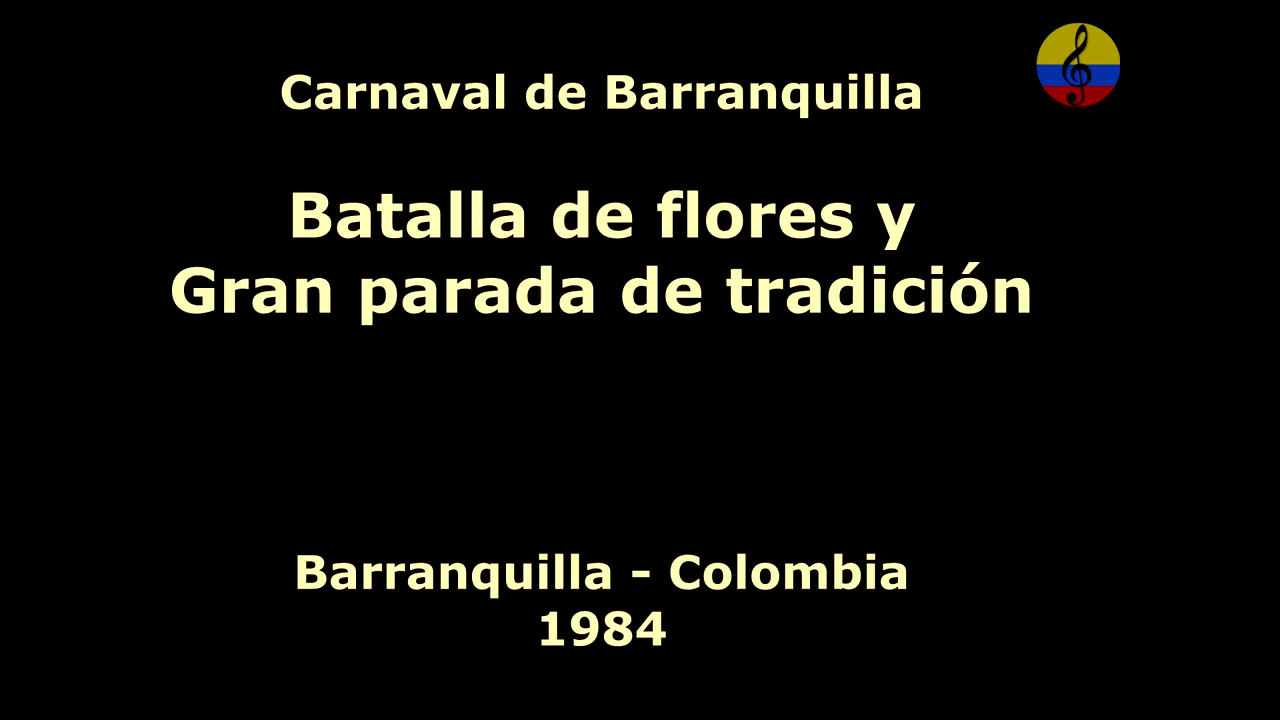 Carnaval de Barranquilla
Batalla de flores y
Gran parada de tradición
Barranquilla - Colombia
1984